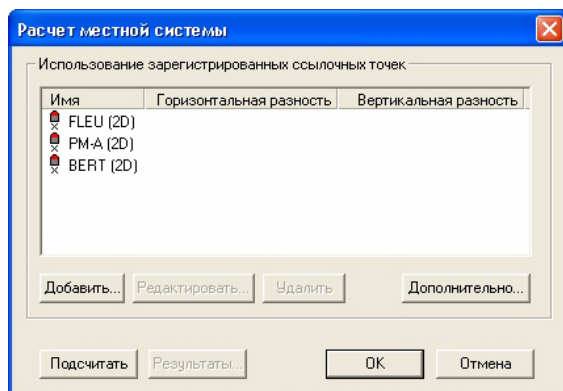 Расчет местной системы
Использование зарегистрированных ссылочных точек
Имя Горизонтальная разность Вертикальная разность
FLEU (2D)
PM-A (2D)
BERT (2D)
Добавить... Редактировать... Удалить Дополнительно...
Подсчитать Результаты... OK Отмена